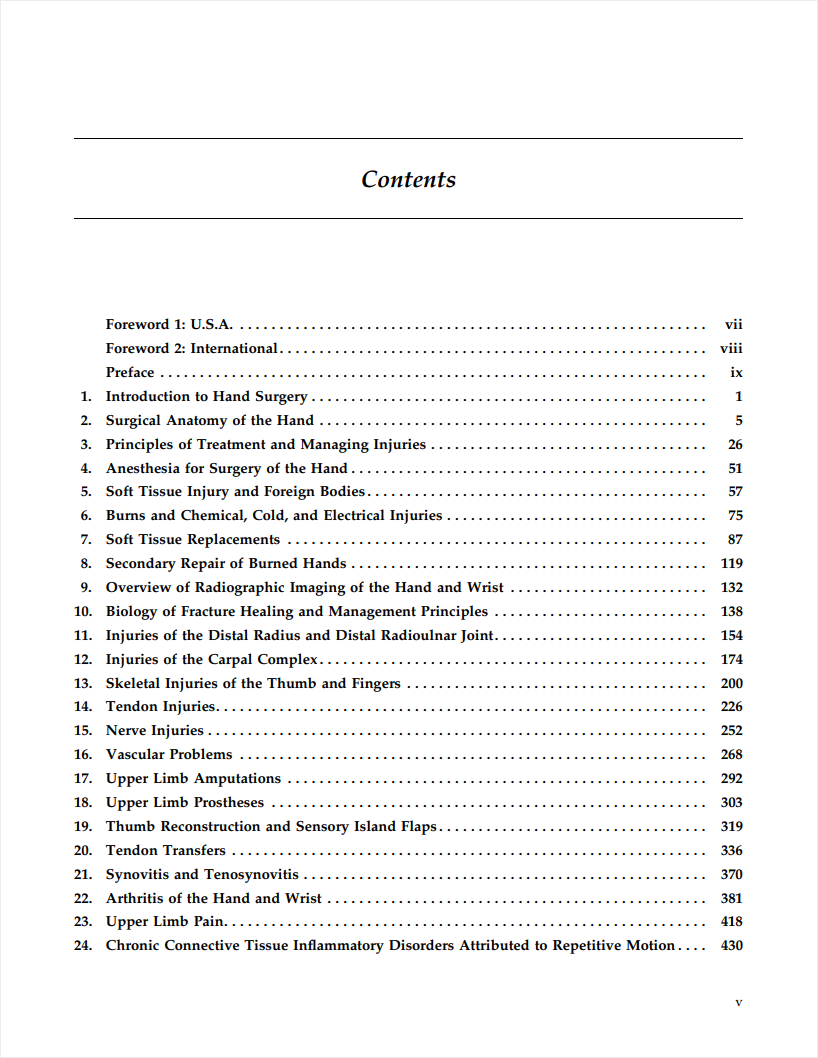 Contents
Foreword 1: U.S.A. . . . . . . . . . . . . . . . . . . . . . . . . . . . . . . . . . . . . . . . . . . . . . . . . . . . . . . . . . . . . vii
Foreword 2: International . . . . . . . . . . . . . . . . . . . . . . . . . . . . . . . . . . . . . . . . . . . . . . . . . . . . . . viii
Preface . . . . . . . . . . . . . . . . . . . . . . . . . . . . . . . . . . . . . . . . . . . . . . . . . . . . . . . . . . . . . . . . . . . . . ix
1. Introduction to Hand Surgery . . . . . . . . . . . . . . . . . . . . . . . . . . . . . . . . . . . . . . . . . . . . . . . . . . 1
2. Surgical Anatomy of the Hand . . . . . . . . . . . . . . . . . . . . . . . . . . . . . . . . . . . . . . . . . . . . . . . . . 5
3. Principles of Treatment and Managing Injuries . . . . . . . . . . . . . . . . . . . . . . . . . . . . . . . . . . . 26
4. Anesthesia for Surgery of the Hand . . . . . . . . . . . . . . . . . . . . . . . . . . . . . . . . . . . . . . . . . . . . . 51
5. Soft Tissue Injury and Foreign Bodies . . . . . . . . . . . . . . . . . . . . . . . . . . . . . . . . . . . . . . . . . . . 57
6. Burns and Chemical, Cold, and Electrical Injuries . . . . . . . . . . . . . . . . . . . . . . . . . . . . . . . . . 75
7. Soft Tissue Replacements . . . . . . . . . . . . . . . . . . . . . . . . . . . . . . . . . . . . . . . . . . . . . . . . . . . . . 87
8. Secondary Repair of Burned Hands . . . . . . . . . . . . . . . . . . . . . . . . . . . . . . . . . . . . . . . . . . . . . 119
9. Overview of Radiographic Imaging of the Hand and Wrist . . . . . . . . . . . . . . . . . . . . . . . . . 132
10. Biology of Fracture Healing and Management Principles . . . . . . . . . . . . . . . . . . . . . . . . . . . 138
11. Injuries of the Distal Radius and Distal Radioulnar Joint . . . . . . . . . . . . . . . . . . . . . . . . . . . 154
12. Injuries of the Carpal Complex . . . . . . . . . . . . . . . . . . . . . . . . . . . . . . . . . . . . . . . . . . . . . . . . . 174
13. Skeletal Injuries of the Thumb and Fingers . . . . . . . . . . . . . . . . . . . . . . . . . . . . . . . . . . . . . . 200
14. Tendon Injuries . . . . . . . . . . . . . . . . . . . . . . . . . . . . . . . . . . . . . . . . . . . . . . . . . . . . . . . . . . . . . . 226
15. Nerve Injuries . . . . . . . . . . . . . . . . . . . . . . . . . . . . . . . . . . . . . . . . . . . . . . . . . . . . . . . . . . . . . . . 252
16. Vascular Problems . . . . . . . . . . . . . . . . . . . . . . . . . . . . . . . . . . . . . . . . . . . . . . . . . . . . . . . . . . . 268
17. Upper Limb Amputations . . . . . . . . . . . . . . . . . . . . . . . . . . . . . . . . . . . . . . . . . . . . . . . . . . . . . 292
18. Upper Limb Prostheses . . . . . . . . . . . . . . . . . . . . . . . . . . . . . . . . . . . . . . . . . . . . . . . . . . . . . . . 303
19. Thumb Reconstruction and Sensory Island Flaps . . . . . . . . . . . . . . . . . . . . . . . . . . . . . . . . . . 319
20. Tendon Transfers . . . . . . . . . . . . . . . . . . . . . . . . . . . . . . . . . . . . . . . . . . . . . . . . . . . . . . . . . . . . 336
21. Synovitis and Tenosynovitis . . . . . . . . . . . . . . . . . . . . . . . . . . . . . . . . . . . . . . . . . . . . . . . . . . . 370
22. Arthritis of the Hand and Wrist . . . . . . . . . . . . . . . . . . . . . . . . . . . . . . . . . . . . . . . . . . . . . . . . 381
23. Upper Limb Pain . . . . . . . . . . . . . . . . . . . . . . . . . . . . . . . . . . . . . . . . . . . . . . . . . . . . . . . . . . . . . 418
24. Chronic Connective Tissue Inflammatory Disorders Attributed to Repetitive Motion . . . . 430
v